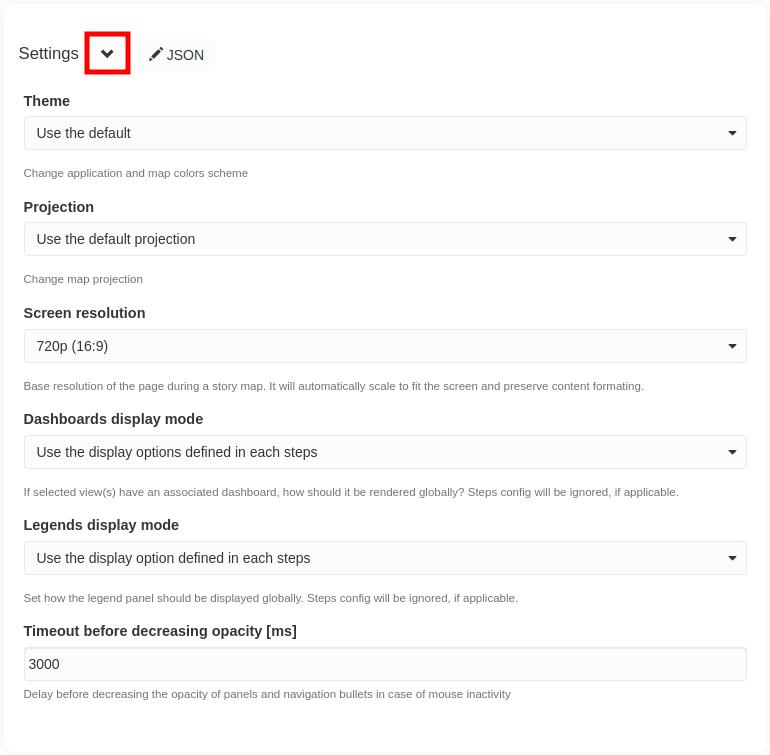 Settings JSON
Theme
Use the default
Change application and map colors scheme
Projection
Use the default projection
Change map projection
Screen resolution
720p (16:9)
Base resolution of the page during a story map. It will automatically scale to fit the screen and preserve content formating.
Dashboards display mode
Use the display options defined in each steps
If selected view(s) have an associated dashboard, how should it be rendered globally? Steps config will be ignored, if applicable.
Legends display mode
Use the display option defined in each steps
Set how the legend panel should be displayed globally. Steps config will be ignored, if applicable.
Timeout before decreasing opacity [ms]
3000
Delay before decreasing the opacity of panels and navigation bullets in case of mouse inactivity